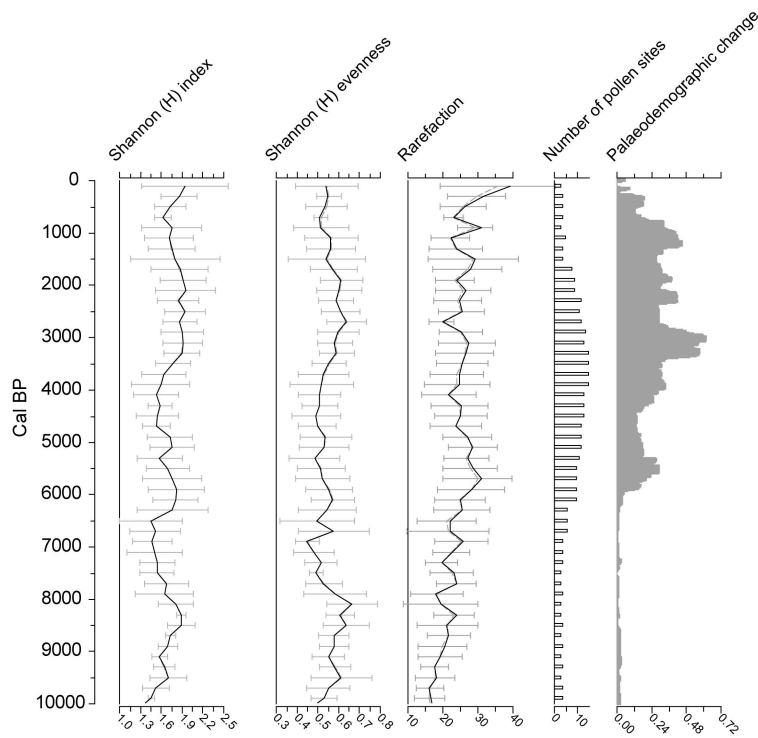 Shannon (H) index
Shannon (H) evenness
Rarefaction
Number of pollen sites
Palaeodemographic change
Cal BP
0
1000
2000
3000
4000
5000
6000
7000
8000
9000
10000
1.0 1.3 1.6 1.9 2.2 2.5
0.3 0.4 0.5 0.6 0.7 0.8
10 20 30 40
0 10
0.00 0.24 0.48 0.72